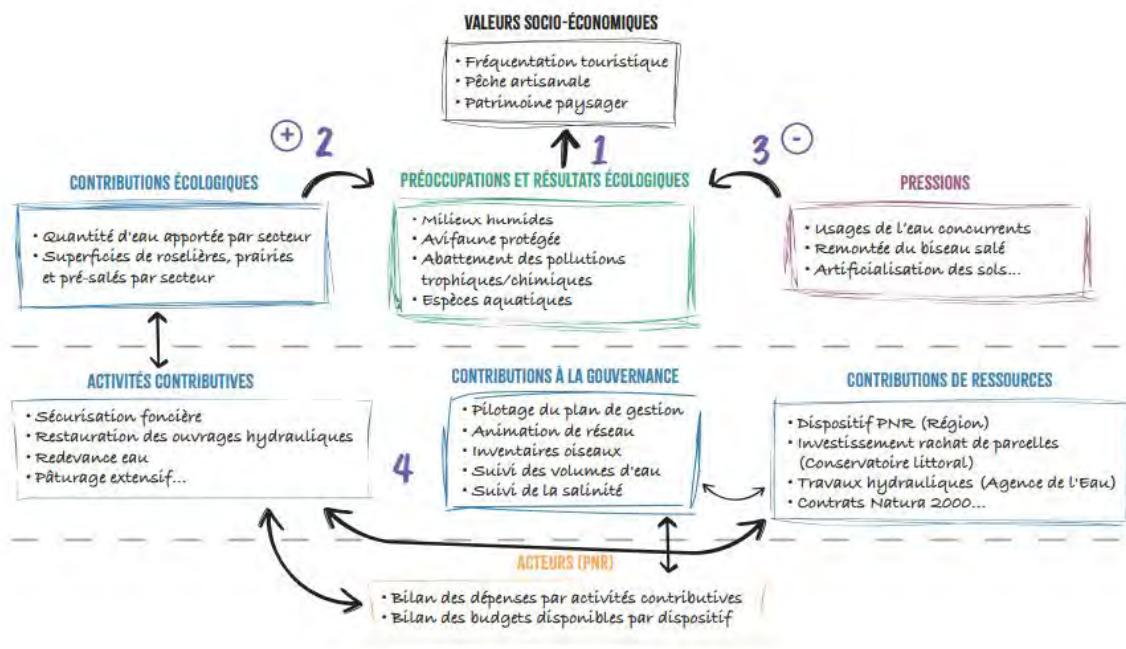 VALEURS SOCIO-ÉCONOMIQUES
• Fréquentation touristique
• Pêche artisanale
• Patrimoine paysager
+ 2
1
3 -
CONTRIBUTIONS ÉCOLOGIQUES
• Quantité d'eau apportée par secteur
• Superficies de roselières, prairies
et pré-salés par secteur
PRÉOCCUPATIONS ET RÉSULTATS ÉCOLOGIQUES
• Milieux humides
• Avifaune protégée
• Abattement des pollutions
trophiques/chimiques
• Espèces aquatiques
PRESSIONS
• Usages de l'eau concurrents
• Remontée du biseau salé
• Artificialisation des sols...
ACTIVITÉS CONTRIBUTIVES
• Sécurisation foncière
• Restauration des ouvrages hydrauliques
• Redevance eau
• Pâturage extensif...
4
CONTRIBUTIONS À LA GOUVERNANCE
• Pilotage du plan de gestion
• Animation de réseau
• Inventaires oiseaux
• Suivi des volumes d'eau
• Suivi de la salinité
CONTRIBUTIONS DE RESSOURCES
• Dispositif PNR (Région)
• Investissement rachat de parcelles
(Conservatoire littoral)
• Travaux hydrauliques (Agence de l'Eau)
• Contrats Natura 2000...
ACTEURS (PNR)
• Bilan des dépenses par activités contributives
• Bilan des budgets disponibles par dispositif